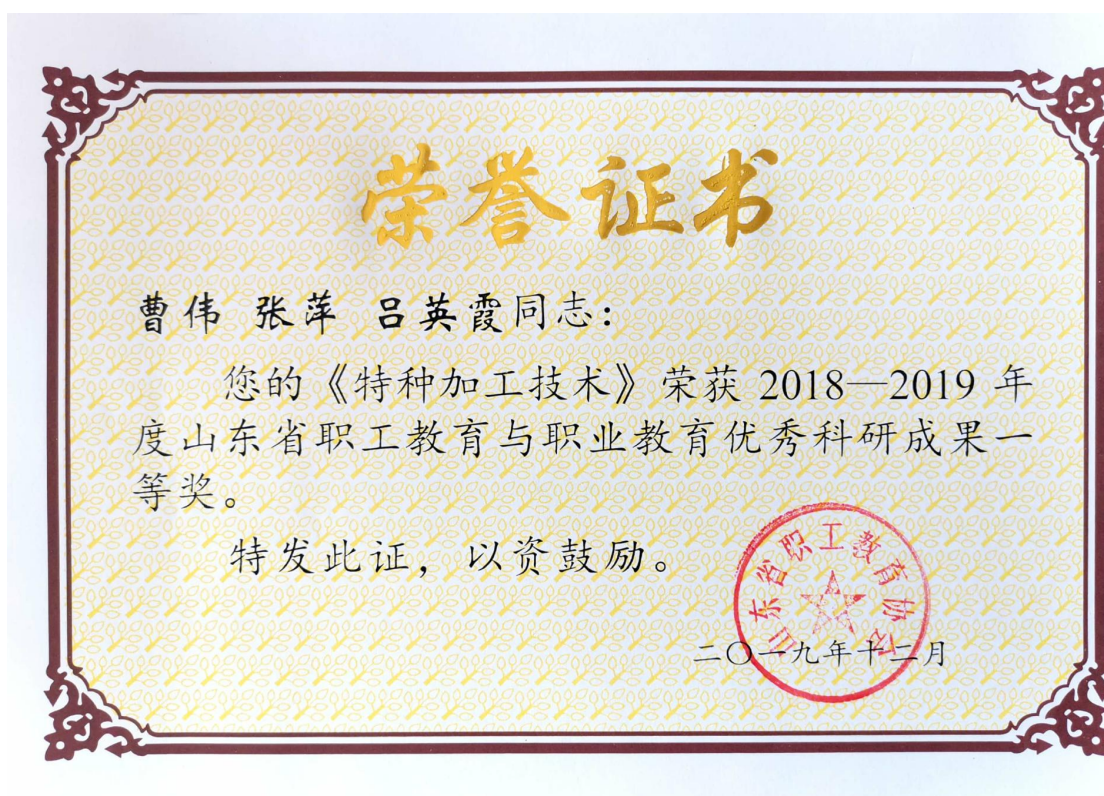 荣誉证书
曹伟 张萍 吕英霞同志：
您的《特种加工技术》荣获 2018—2019 年
度山东省职工教育与职业教育优秀科研成果一
等奖。
特发此证，以资鼓励。
山东省职工教育协会
二〇一九年十二月